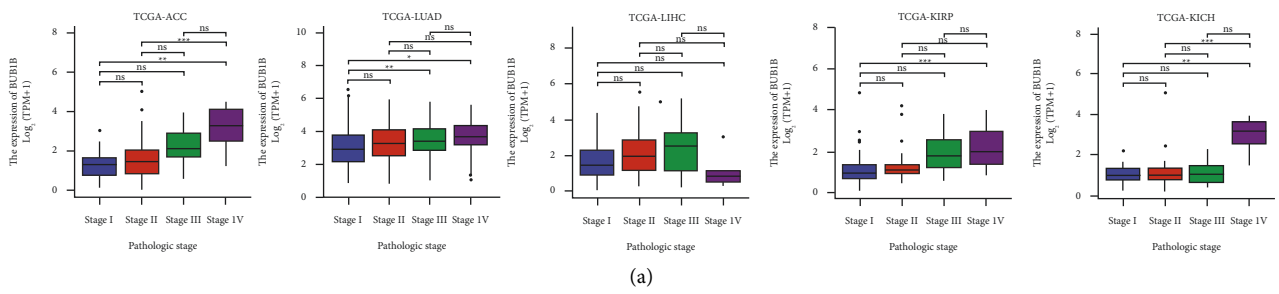 TCGA-ACC
The expression of BUB1B
Log2 (TPM+1)
8
6
4
2
0
ns
**
ns
***
ns
ns
Stage I Stage II Stage III Stage 1V
Pathologic stage
TCGA-LUAD
The expression of BUB1B
Log2 (TPM+1)
10
8
6
4
2
0
ns
**
*
ns
ns
ns
Stage I Stage II Stage III Stage 1V
Pathologic stage
TCGA-LIHC
The expression of BUB1B
Log2 (TPM+1)
8
6
4
2
0
ns
ns
ns
ns
ns
ns
Stage I Stage II Stage III Stage 1V
Pathologic stage
TCGA-KIRP
The expression of BUB1B
Log2 (TPM+1)
8
6
4
2
0
ns
ns
***
ns
ns
ns
Stage I Stage II Stage III Stage 1V
Pathologic stage
TCGA-KICH
The expression of BUB1B
Log2 (TPM+1)
8
6
4
2
0
ns
ns
**
ns
***
ns
Stage I Stage II Stage III Stage 1V
Pathologic stage
(a)